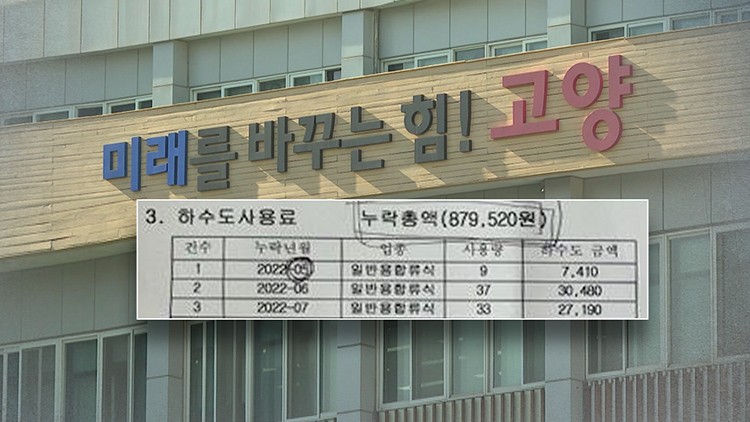 미래를 바꾸는 힘! 고양
3. 하수도사용료 누락총액(879,520원)
건수 누락년월 업종 사용량 하수도 금액
1 2022-05 일반용합류식 9 7,410
2 2022-06 일반용합류식 37 30,480
3 2022-07 일반용합류식 33 27,190